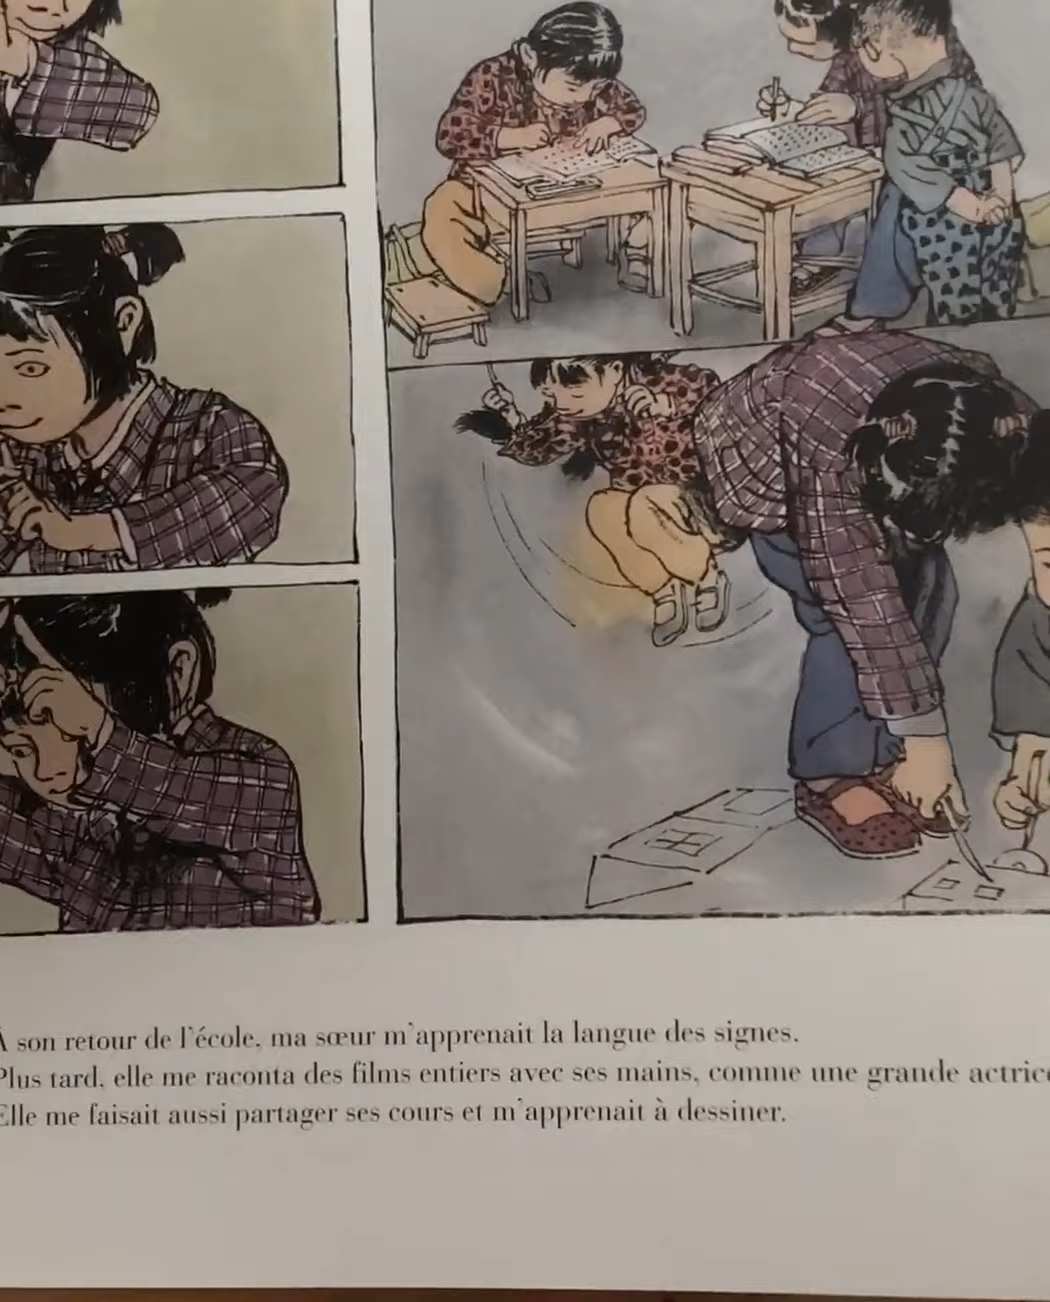 À son retour de l'école, ma sœur m'apprenait la langue des signes.
Plus tard, elle me raconta des films entiers avec ses mains, comme une grande actrice
Elle me faisait aussi partager ses cours et m'apprenait à dessiner.